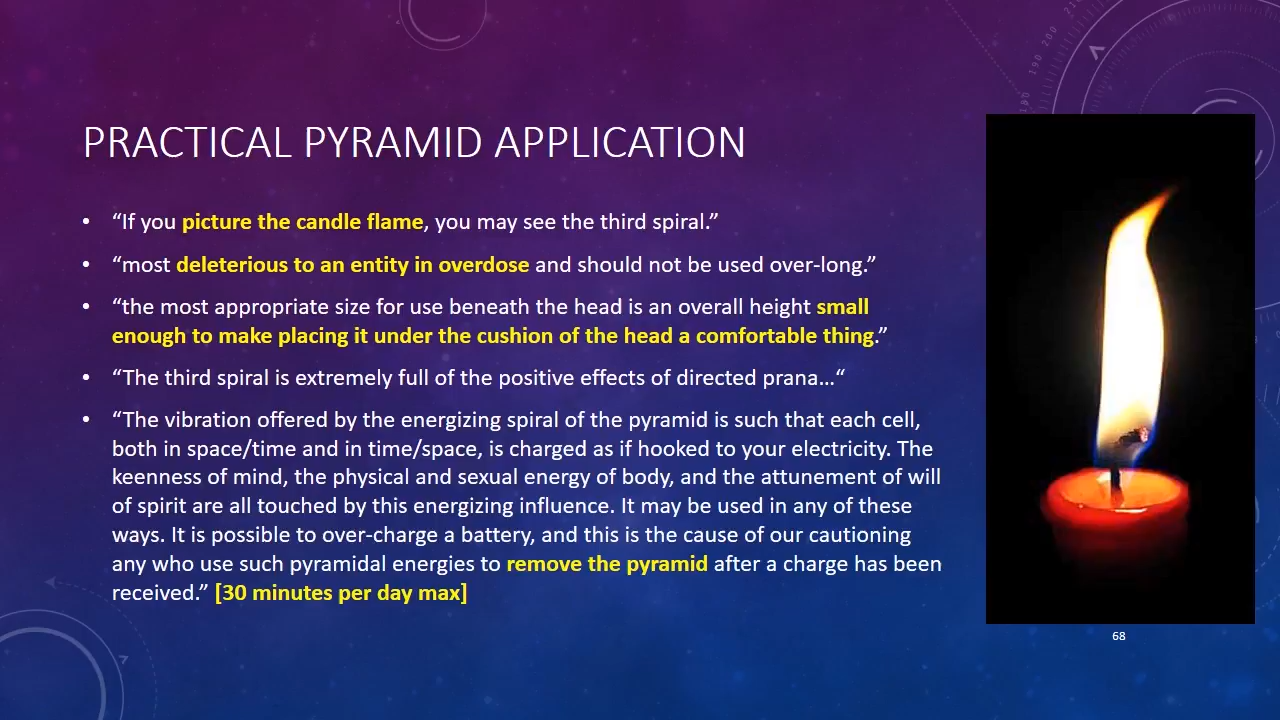 PRACTICAL PYRAMID APPLICATION
• “If you picture the candle flame, you may see the third spiral.”
• “most deleterious to an entity in overdose and should not be used over-long.”
• “the most appropriate size for use beneath the head is an overall height small
enough to make placing it under the cushion of the head a comfortable thing.”
• “The third spiral is extremely full of the positive effects of directed prana…“
• “The vibration offered by the energizing spiral of the pyramid is such that each cell,
both in space/time and in time/space, is charged as if hooked to your electricity. The
keenness of mind, the physical and sexual energy of body, and the attunement of will
of spirit are all touched by this energizing influence. It may be used in any of these
ways. It is possible to over-charge a battery, and this is the cause of our cautioning
any who use such pyramidal energies to remove the pyramid after a charge has been
received.” [30 minutes per day max]
68
180 190 200